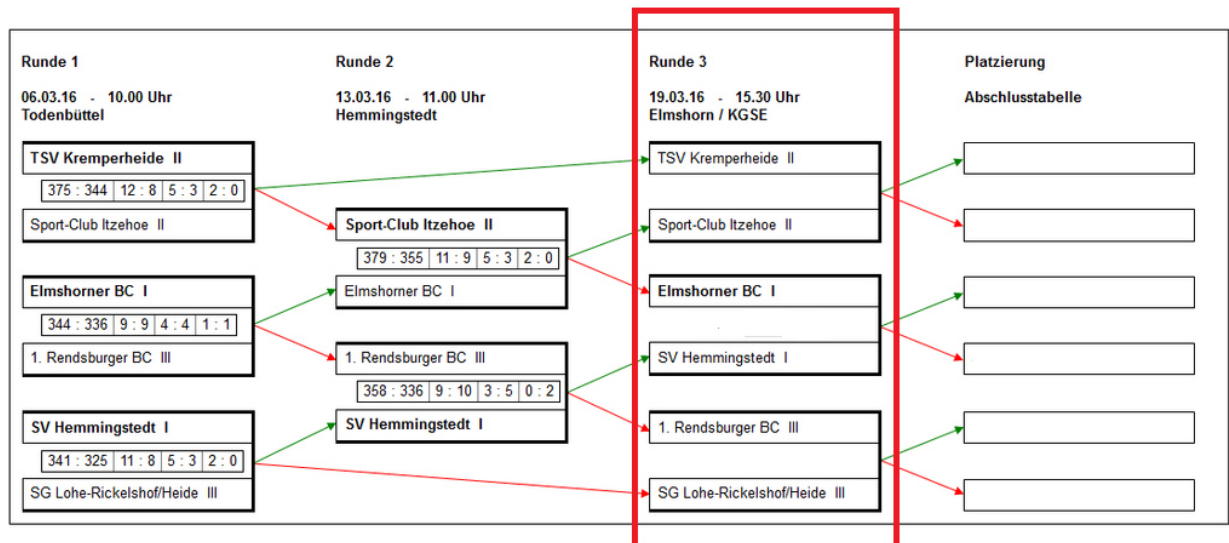 Runde 1
06.03.16 - 10.00 Uhr
Todenbüttel
TSV Kremperheide II
375 : 344 12 : 8 5 : 3 2 : 0
Sport-Club Itzehoe II
Elmshorner BC I
344 : 336 9 : 9 4 : 4 1 : 1
1. Rendsburger BC III
SV Hemmingstedt I
341 : 325 11 : 8 5 : 3 2 : 0
SG Lohe-Rickelshof/Heide III
Runde 2
13.03.16 - 11.00 Uhr
Hemmingstedt
Sport-Club Itzehoe II
379 : 355 11 : 9 5 : 3 2 : 0
Elmshorner BC I
1. Rendsburger BC III
358 : 336 9 : 10 3 : 5 0 : 2
SV Hemmingstedt I
Runde 3
19.03.16 - 15.30 Uhr
Elmshorn / KGSE
TSV Kremperheide II
Sport-Club Itzehoe II
Elmshorner BC I
SV Hemmingstedt I
1. Rendsburger BC III
SG Lohe-Rickelshof/Heide III
Platzierung
Abschlusstabelle